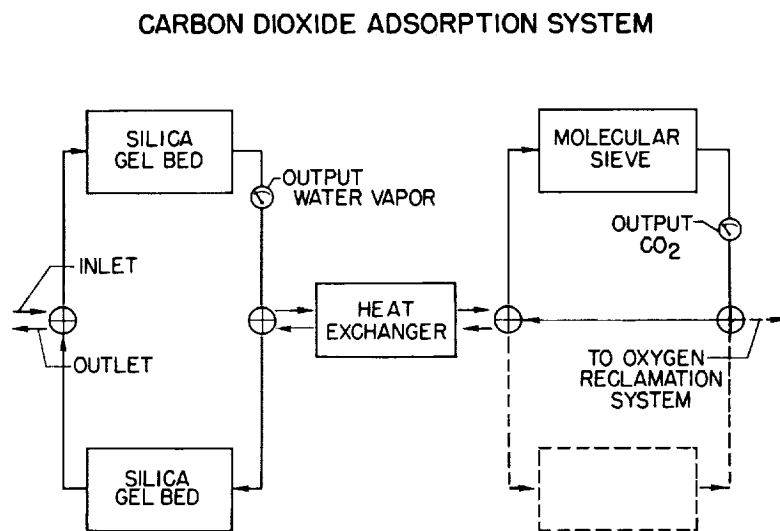 CARBON DIOXIDE ADSORPTION SYSTEM
SILICA
GEL BED
OUTPUT
WATER VAPOR
MOLECULAR
SIEVE
OUTPUT
CO₂
INLET
OUTLET
HEAT
EXCHANGER
TO OXYGEN
RECLAMATION
SYSTEM
SILICA
GEL BED